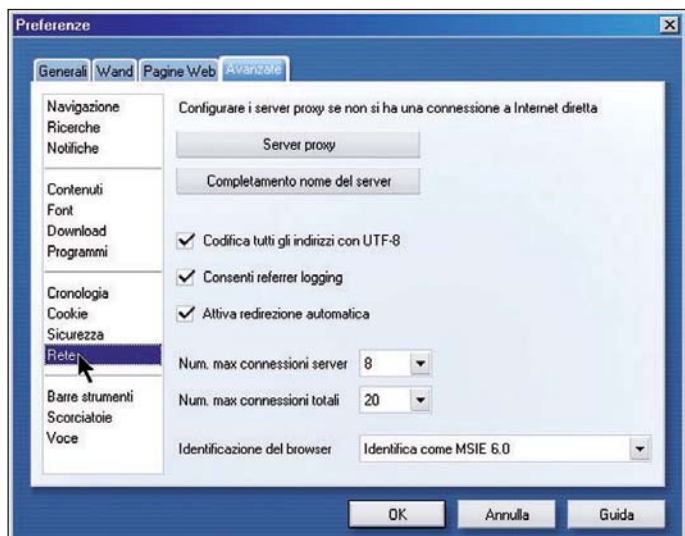 Preferenze
Generali Wand Pagine Web Avanzate
Navigazione
Ricerche
Notifiche
Contenuti
Font
Download
Programmi
Cronologia
Cookie
Sicurezza
Rete
Barre strumenti
Scorciatoie
Voce
Configurare i server proxy se non si ha una connessione a Internet diretta
Server proxy
Completamento nome del server
Codifica tutti gli indirizzi con UTF-8
Consenti referrer logging
Attiva redirezione automatica
Num. max connessioni server 8
Num. max connessioni totali 20
Identificazione del browser Identifica come MSIE 6.0
OK Annulla Guida